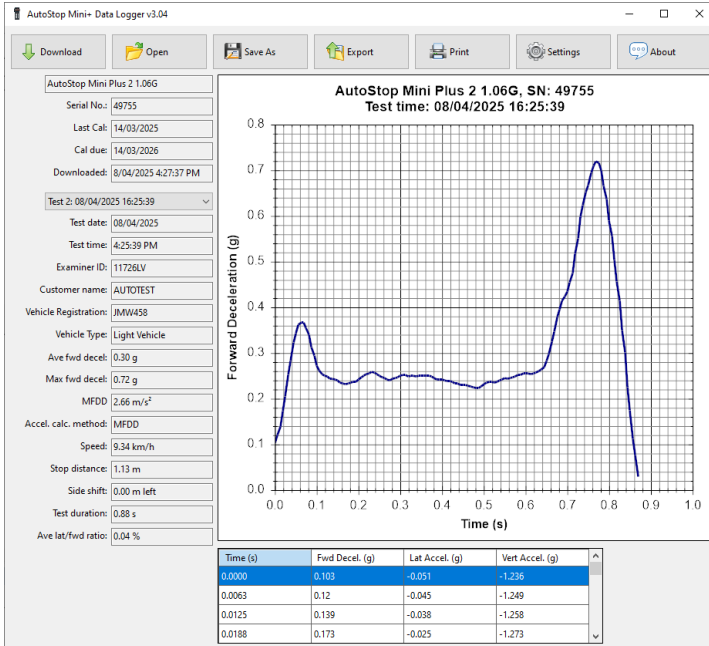 AutoStop Mini+ Data Logger v3.04
Download Open Save As Export Print Settings About
AutoStop Mini Plus 2 1.06G
Serial No.: 49755
Last Cal: 14/03/2025
Cal due: 14/03/2026
Downloaded: 8/04/2025 4:27:37 PM
Test 2: 08/04/2025 16:25:39
Test date: 08/04/2025
Test time: 4:25:39 PM
Examiner ID: 11726LV
Customer name: AUTOTEST
Vehicle Registration: JMW458
Vehicle Type: Light Vehicle
Ave fwd decel: 0.30 g
Max fwd decel: 0.72 g
MFDD 2.66 m/s²
Accel. calc. method: MFDD
Speed: 9.34 km/h
Stop distance: 1.13 m
Side shift: 0.00 m left
Test duration: 0.88 s
Ave lat/fwd ratio: 0.04 %
AutoStop Mini Plus 2 1.06G, SN: 49755
Test time: 08/04/2025 16:25:39
Forward Deceleration (g)
0.8
0.7
0.6
0.5
0.4
0.3
0.2
0.1
0.0
0.0 0.1 0.2 0.3 0.4 0.5 0.6 0.7 0.8 0.9 1.0
Time (s)
Time (s) Fwd Decel. (g) Lat Accel. (g) Vert Accel. (g)
0.0000 0.103 -0.051 -1.236
0.0063 0.12 -0.045 -1.249
0.0125 0.139 -0.038 -1.258
0.0188 0.173 -0.025 -1.273